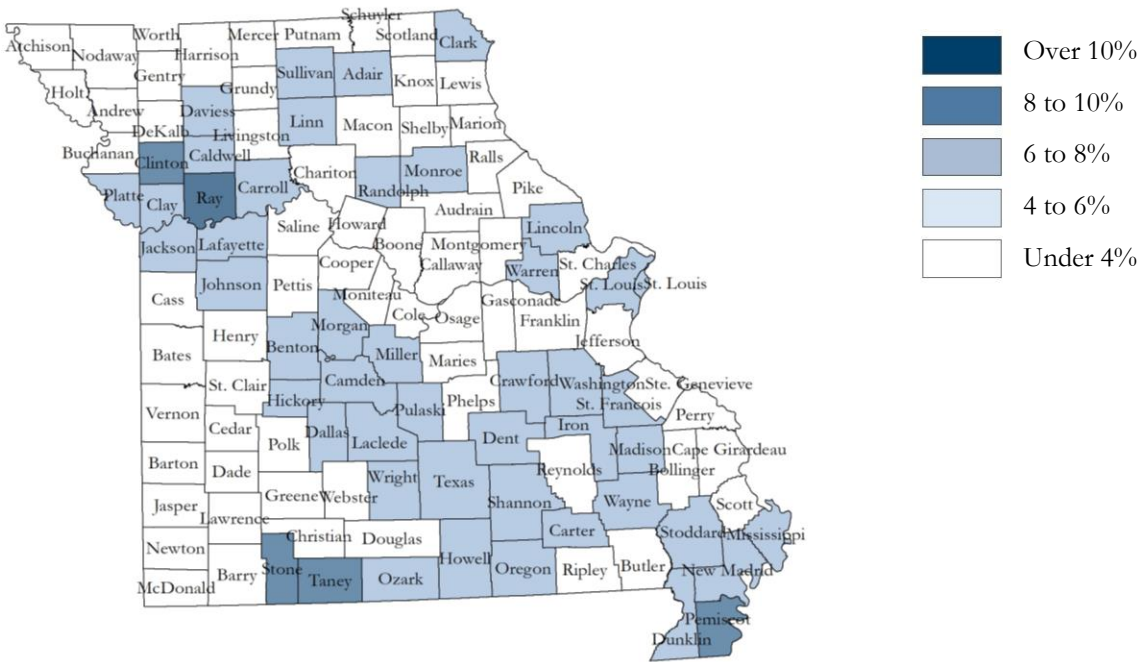 Schuyler
Atchison Nodaway Worth Mercer Putnam Scotland Clark
Harrison
Gentry Sullivan Adair Knox Lewis
Holt Grundy
Andrew Daviess Linn Macon Shelby Marion
DeKalb Livingston
Buchanan Clinton Caldwell Chariton Monroe Ralls
Platte Clay Ray Carroll Randolph Pike
Audrain
Saline Howard Lincoln
Jackson Lafayette Boone Montgomery
Cooper Callaway Warren St. Charles
Johnson Pettis St. Louis St. Louis
Cass Moniteau Gasconade
Cole Osage Franklin
Henry Morgan Jefferson
Benton Miller Maries
Bates
St. Clair Camden Crawford Washington Ste. Genevieve
Hickory Pulaski Phelps St. Francois
Vernon Perry
Cedar Dallas Laclede Dent Iron
Polk Madison Cape Girardeau
Barton Dade Reynolds Bollinger
Wright Texas
Greene Webster Shannon Wayne Scott
Jasper
Lawrence Carter Stoddard Mississippi
Christian Douglas
Newton Howell
Barry Stone Taney Ozark Oregon Ripley Butler New Madrid
McDonald
Pemiscot
Dunklin
Over 10%
8 to 10%
6 to 8%
4 to 6%
Under 4%